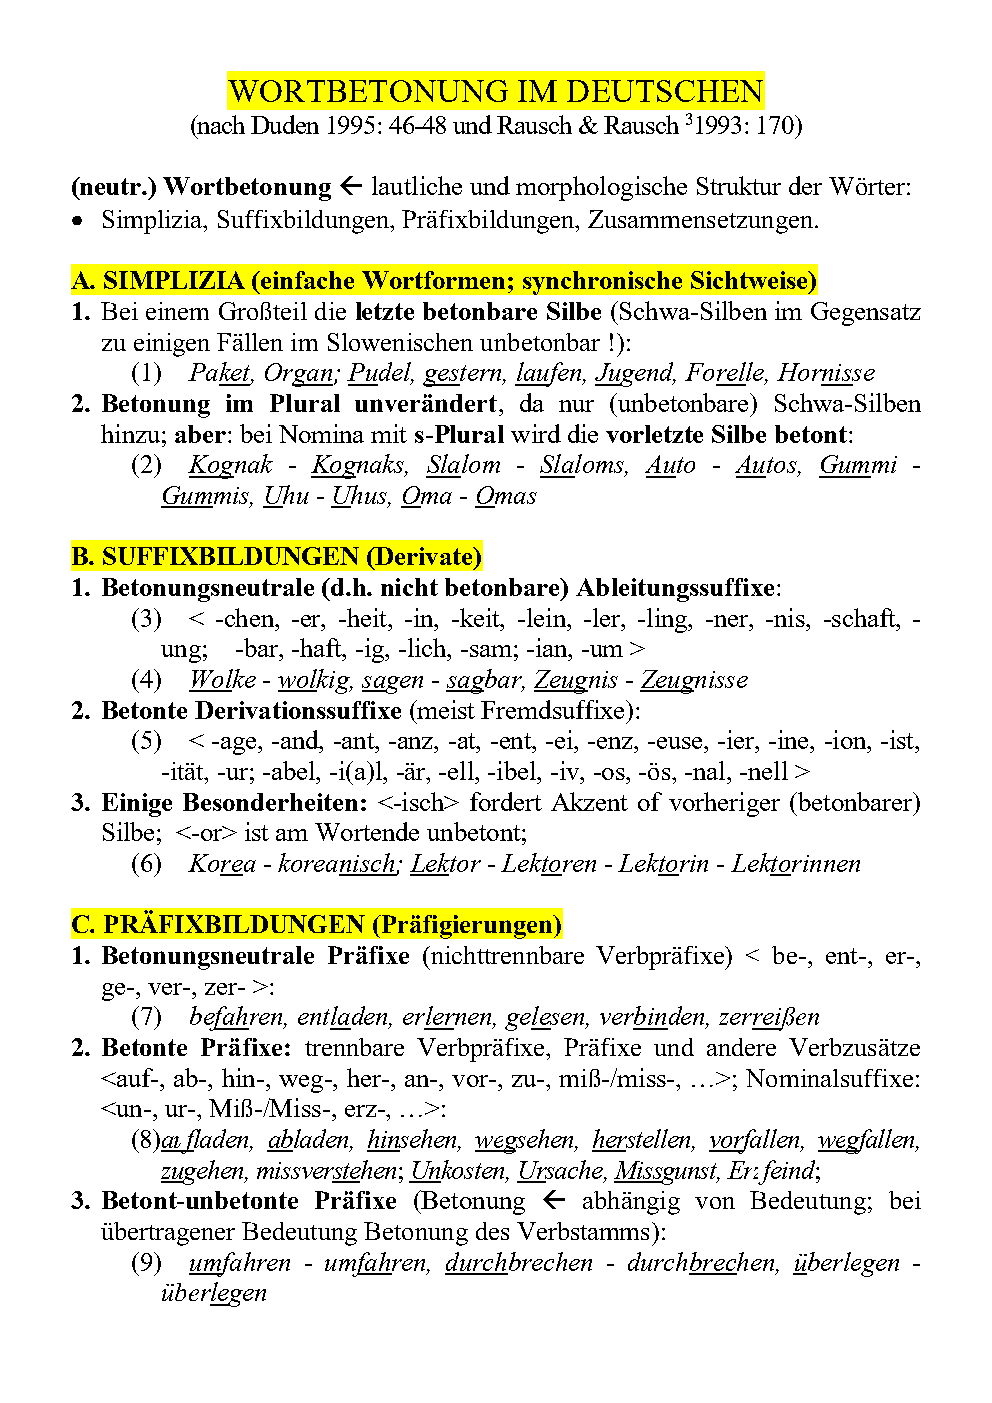 WORTBETONUNG IM DEUTSCHEN
(nach Duden 1995: 46-48 und Rausch & Rausch ³1993: 170)
(neutr.) Wortbetonung ← lautliche und morphologische Struktur der Wörter:
• Simplizia, Suffixbildungen, Präfixbildungen, Zusammensetzungen.
A. SIMPLIZIA (einfache Wortformen; synchronische Sichtweise)
1. Bei einem Großteil die letzte betonbare Silbe (Schwa-Silben im Gegensatz
zu einigen Fällen im Slowenischen unbetonbar !):
(1) Paket, Organ; Pudel, gestern, laufen, Jugend, Forelle, Hornisse
2. Betonung im Plural unverändert, da nur (unbetonbare) Schwa-Silben
hinzu; aber: bei Nomina mit s-Plural wird die vorletzte Silbe betont:
(2) Kognak - Kognaks, Slalom - Slaloms, Auto - Autos, Gummi -
Gummis, Uhu - Uhus, Oma - Omas
B. SUFFIXBILDUNGEN (Derivate)
1. Betonungsneutrale (d.h. nicht betonbare) Ableitungssuffixe:
(3) < -chen, -er, -heit, -in, -keit, -lein, -ler, -ling, -ner, -nis, -schaft, -
ung; -bar, -haft, -ig, -lich, -sam; -ian, -um >
(4) Wolke - wolkig, sagen - sagbar, Zeugnis - Zeugnisse
2. Betonte Derivationssuffixe (meist Fremdsuffixe):
(5) < -age, -and, -ant, -anz, -at, -ent, -ei, -enz, -euse, -ier, -ine, -ion, -ist,
-ität, -ur; -abel, -i(a)l, -är, -ell, -ibel, -iv, -os, -ös, -nal, -nell >
3. Einige Besonderheiten: <-isch> fordert Akzent of vorheriger (betonbarer)
Silbe; <-or> ist am Wortende unbetont;
(6) Korea - koreanisch; Lektor - Lektoren - Lektorin - Lektorinnen
C. PRÄFIXBILDUNGEN (Präfigierungen)
1. Betonungsneutrale Präfixe (nichttrennbare Verbpräfixe) < be-, ent-, er-,
ge-, ver-, zer- >:
(7) befahren, entladen, erlernen, gelesen, verbinden, zerreißen
2. Betonte Präfixe: trennbare Verbpräfixe, Präfixe und andere Verbzusätze
<auf-, ab-, hin-, weg-, her-, an-, vor-, zu-, miß-/miss-, …>; Nominalsuffixe:
<un-, ur-, Miß-/Miss-, erz-, …>:
(8)aufladen, abladen, hinsehen, wegsehen, herstellen, vorfallen, wegfallen,
zugehen, missverstehen; Unkosten, Ursache, Missgunst, Erzfeind;
3. Betont-unbetonte Präfixe (Betonung ← abhängig von Bedeutung; bei
übertragener Bedeutung Betonung des Verbstamms):
(9) umfahren - umfahren, durchbrechen - durchbrechen, überlegen -
überlegen